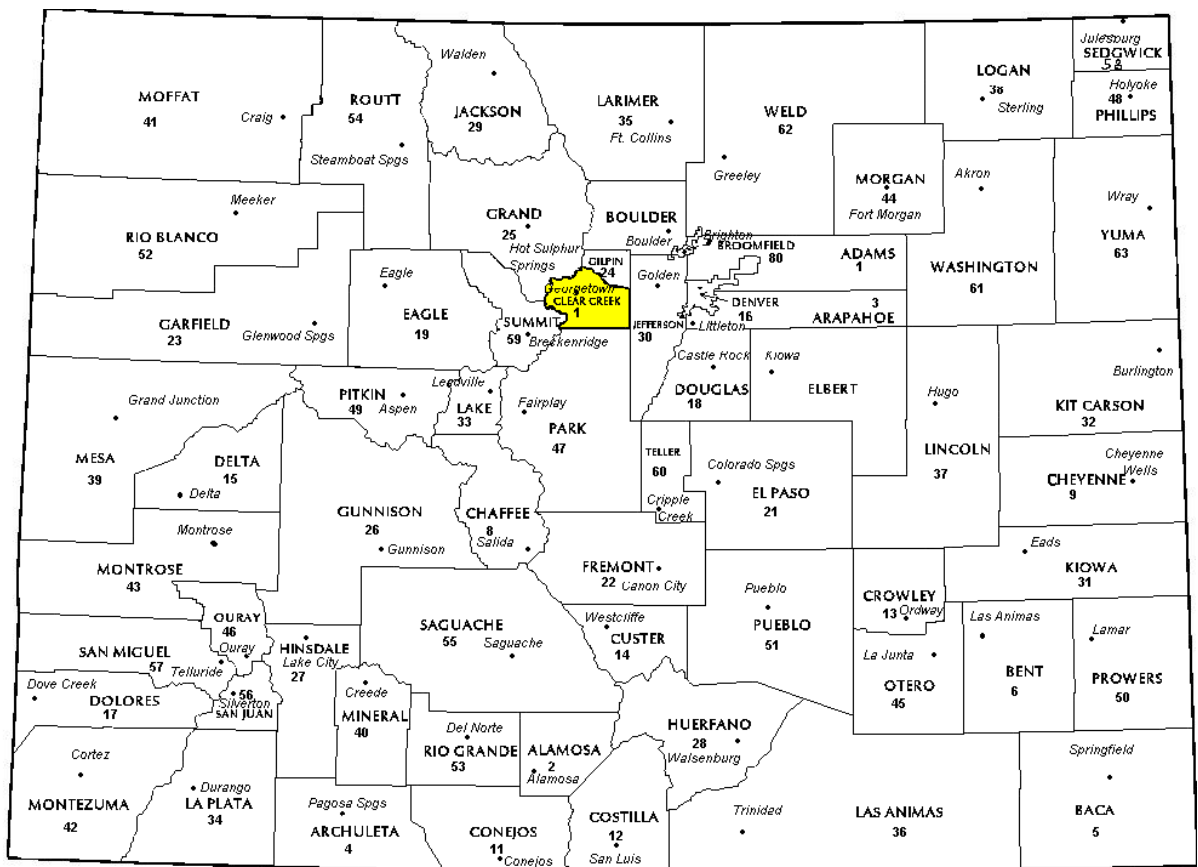 Julesburg
SEDGWICK
58
Walden
LOGAN
38
Sterling
Holyoke
48
PHILLIPS
MOFFAT
41
Craig
ROUTT
54
JACKSON
29
LARIMER
35
Ft. Collins
WELD
62
Steamboat Spgs
Greeley
MORGAN
44
Fort Morgan
Akron
Meeker
Wray
RIO BLANCO
52
GRAND
25
BOULDER
Boulder
Brighton
BROOMFIELD
80
ADAMS
1
YUMA
63
Hot Sulphur
Springs
GILPIN
24
Golden
WASHINGTON
61
Eagle
Georgetown
CLEAR CREEK
1
DENVER
16
3
ARAPAHOE
GARFIELD
23
Glenwood Spgs
EAGLE
19
SUMMIT
59
Breckenridge
JEFFERSON
30
Littleton
Castle Rock
Kiowa
Burlington
PITKIN
49
Aspen
Leadville
LAKE
33
Fairplay
DOUGLAS
18
ELBERT
Hugo
KIT CARSON
32
Grand Junction
PARK
47
MESA
39
DELTA
15
Delta
TELLER
60
Colorado Spgs
LINCOLN
37
Cheyenne
Wells
CHEYENNE
9
GUNNISON
26
Gunnison
CHAFFEE
8
Salida
Cripple
Creek
EL PASO
21
Montrose
MONTROSE
43
FREMONT
22
Canon City
Eads
KIOWA
31
Pueblo
PUEBLO
51
CROWLEY
13
Ordway
OURAY
46
Ouray
SAGUACHE
55
Saguache
Westcliffe
CUSTER
14
Las Animas
Lamar
SAN MIGUEL
57
Telluride
HINSDALE
Lake City
27
La Junta
OTERO
45
BENT
6
PROWERS
50
Dove Creek
DOLORES
17
56
Silverton
SAN JUAN
Creede
MINERAL
40
Del Norte
RIO GRANDE
53
ALAMOSA
2
Alamosa
HUERFANO
28
Walsenburg
Cortez
MONTEZUMA
42
Durango
LA PLATA
34
Pagosa Spgs
ARCHULETA
4
CONEJOS
11
Conejos
COSTILLA
12
San Luis
Trinidad
LAS ANIMAS
36
Springfield
BACA
5